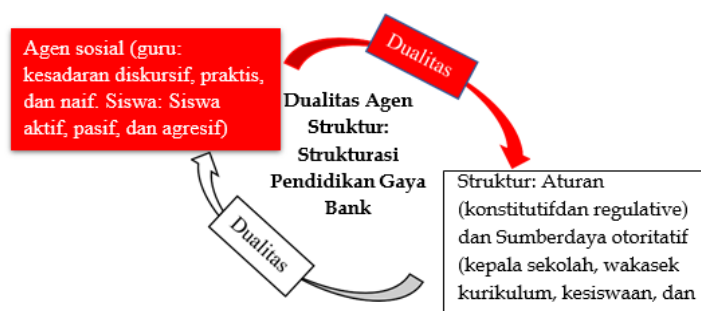 Agen sosial (guru:
kesadaran diskursif, praktis,
dan naif. Siswa: Siswa
aktif, pasif, dan agresif)
Dualitas
Dualitas Agen
Struktur:
Strukturasi
Pendidikan Gaya
Bank
Struktur: Aturan
(konstitutifdan regulative)
dan Sumberdaya otoritatif
(kepala sekolah, wakasek
kurikulum, kesiswaan, dan
Dualitas